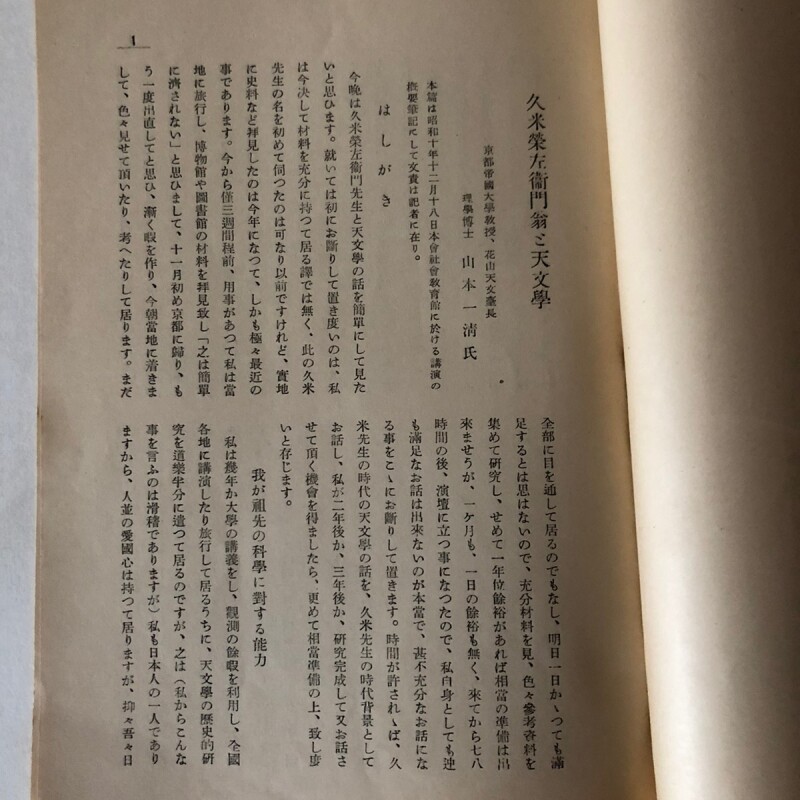 久米榮左衞門翁と天文學
京都帝國大學敎授、花山天文臺長
理學博士 山本一淸氏
本篇は昭和十年十二月十八日本會社會敎育館に於ける講演の
槪要筆記にして文責は記者に在り。
はしがき
今晩は久米榮左衞門先生と天文學の話を簡單にして見た
いと思ひます。就いては初にお斷りして置き度いのは、私
は今決して材料を充分に持つて居る譯では無く、此の久米
先生の名を初めて伺つたのは可なり以前ですけれど、實地
に史料など拜見したのは今年になつて、しかも極々最近の
事であります。今から僅三週間程前、用事があつて私は當
地に旅行し、博物館や圖書館の材料を拜見致し「之は簡單
に濟されない」と思ひまして、十一月初め京都に歸り、も
う一度出直してと思ひ、漸く暇を作り、今朝當地に着きま
して、色々見せて頂いたり、考へたりして居ります。まだ
全部に目を通して居るのでもなし、明日一日かゝつても滿
足するとは思はないので、充分材料を見、色々參考資料を
集めて硏究し、せめて一年位餘裕があれば相當の準備は出
來ませうが、一ケ月も、一日の餘裕も無く、來てから七八
時間の後、演壇に立つ事になつたので、私自身としても迚
も滿足なお話は出來ないのが本當で、甚不充分なお話にな
る事をこゝにお斷りして置きます。時間が許されゝば、久
米先生の時代の天文學の話を、久米先生の時代背景として
お話し、私が二年後か、三年後か、硏究完成して又お話さ
せて頂く機會を得ましたら、更めて相當準備の上、致し度
いと存じます。
我が祖先の科學に對する能力
私は幾年か大學の講義をし、觀測の餘暇を利用し、全國
各地に講演したり旅行して居るうちに、天文學の歷史的硏
究を道樂半分に遣つて居るのですが、之は（私からこんな
事を言ふのは滑稽でありますが）私も日本人の一人であり
ますから、人並の愛國心は持つて居りますが、抑々吾々日
1